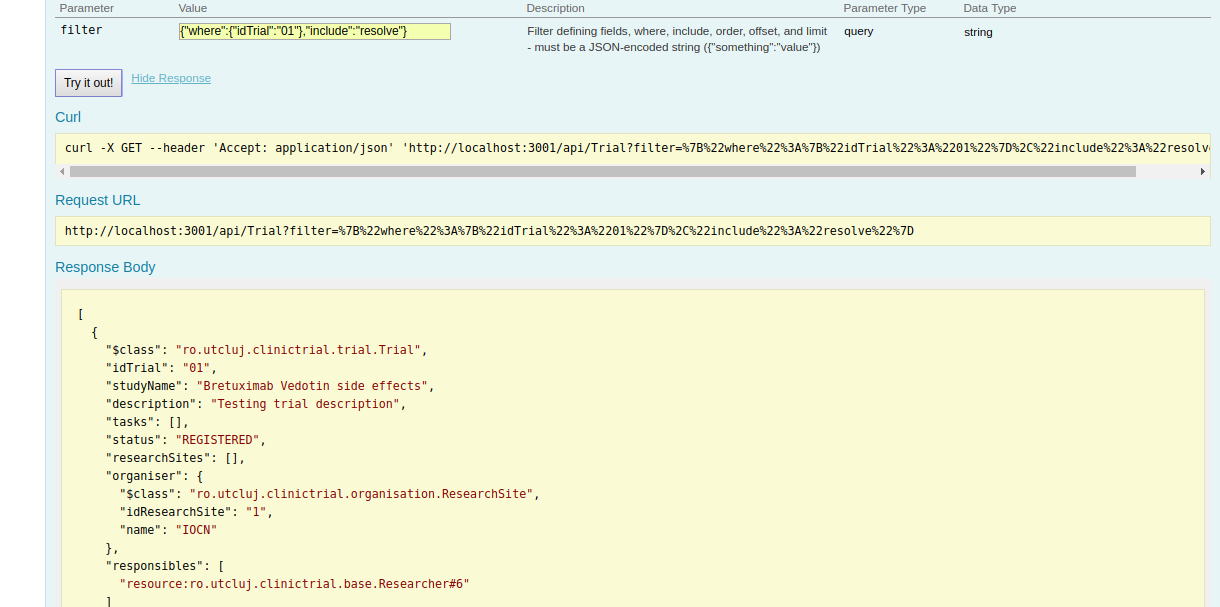 Parameter Value Description Parameter Type Data Type
filter {"where":{"idTrial":"01"},"include":"resolve"} Filter defining fields, where, include, order, offset, and limit query string
- must be a JSON-encoded string ({"something":"value"})
Try it out! Hide Response
Curl
curl -X GET --header 'Accept: application/json' 'http://localhost:3001/api/Trial?filter=%7B%22where%22%3A%7B%22idTrial%22%3A%2201%22%7D%2C%22include%22%3A%22resolv
Request URL
http://localhost:3001/api/Trial?filter=%7B%22where%22%3A%7B%22idTrial%22%3A%2201%22%7D%2C%22include%22%3A%22resolve%22%7D
Response Body
[
{
"$class": "ro.utcluj.clinictrial.trial.Trial",
"idTrial": "01",
"studyName": "Bretuximab Vedotin side effects",
"description": "Testing trial description",
"tasks": [],
"status": "REGISTERED",
"researchSites": [],
"organiser": {
"$class": "ro.utcluj.clinictrial.organisation.ResearchSite",
"idResearchSite": "1",
"name": "IOCN"
},
"responsibles": [
"resource:ro.utcluj.clinictrial.base.Researcher#6"
]